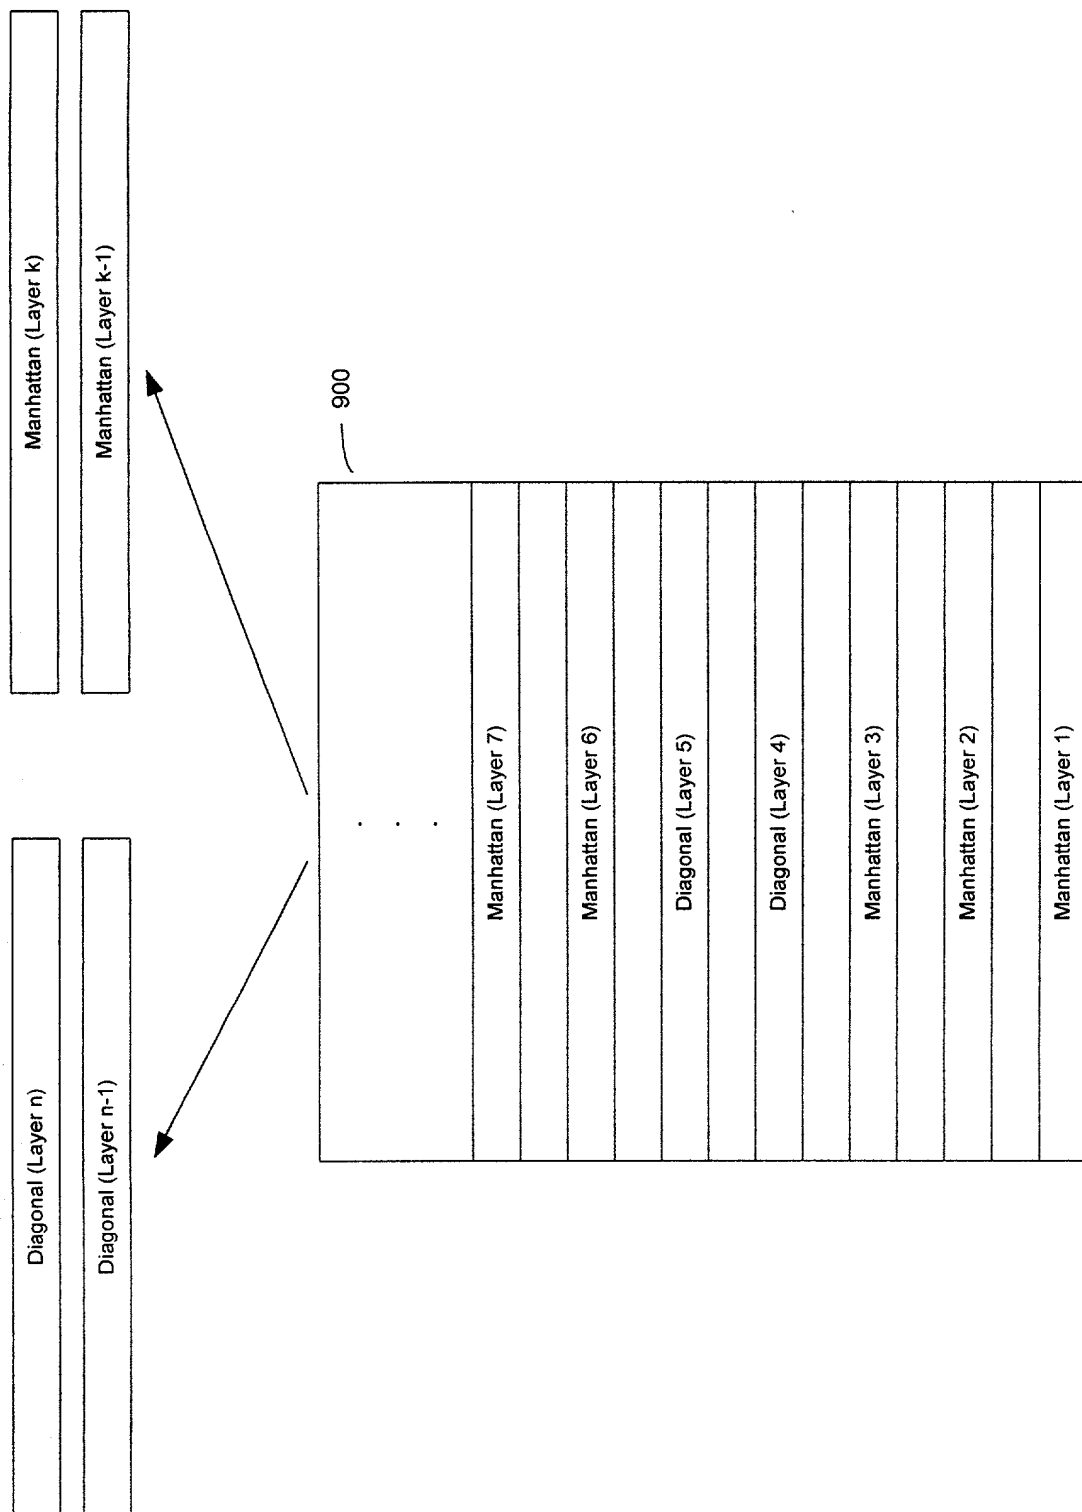 Diagonal (Layer n)
Diagonal (Layer n-1)
Manhattan (Layer k)
Manhattan (Layer k-1)
900
. . .
Manhattan (Layer 7)
Manhattan (Layer 6)
Diagonal (Layer 5)
Diagonal (Layer 4)
Manhattan (Layer 3)
Manhattan (Layer 2)
Manhattan (Layer 1)